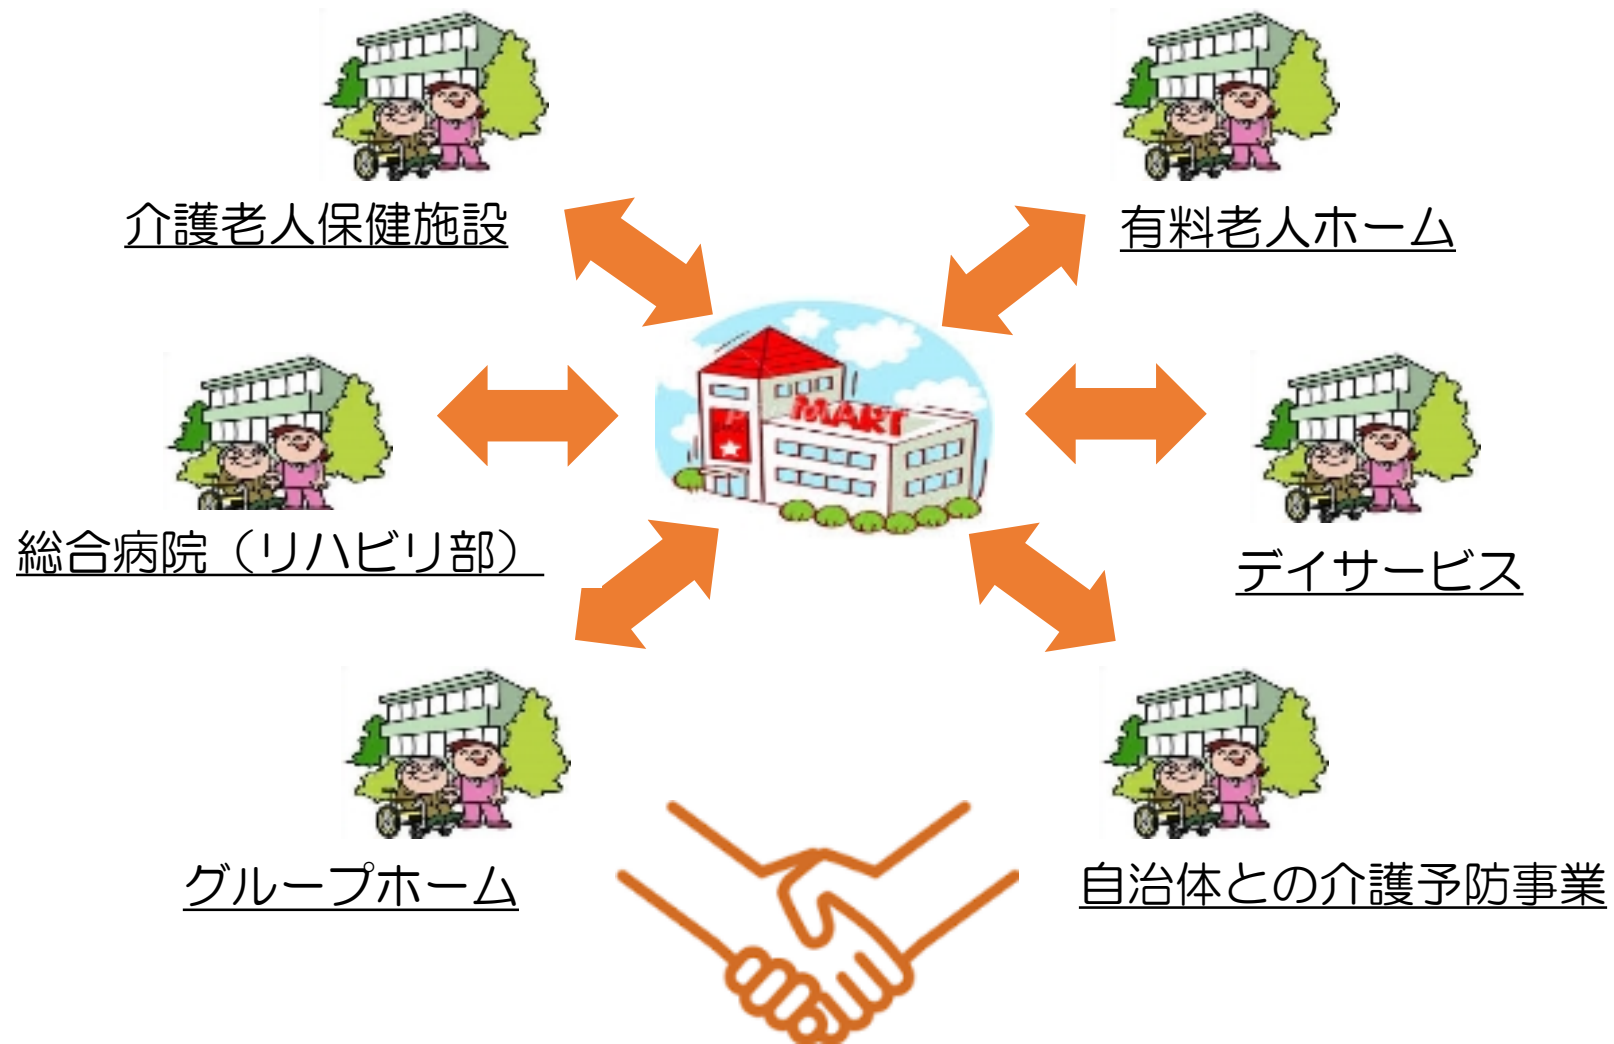 介護老人保健施設
有料老人ホーム
MART
総合病院（リハビリ部）
デイサービス
グループホーム
自治体との介護予防事業